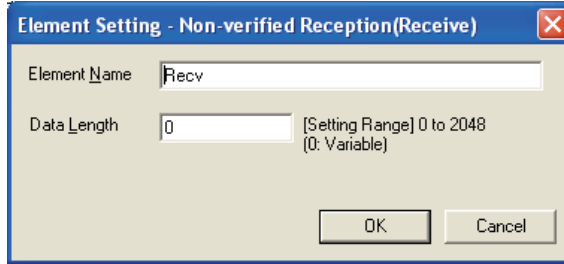 Element Setting - Non-verified Reception(Receive)
Element Name Recv
Data Length 0 [Setting Range] 0 to 2048
(0: Variable)
OK Cancel